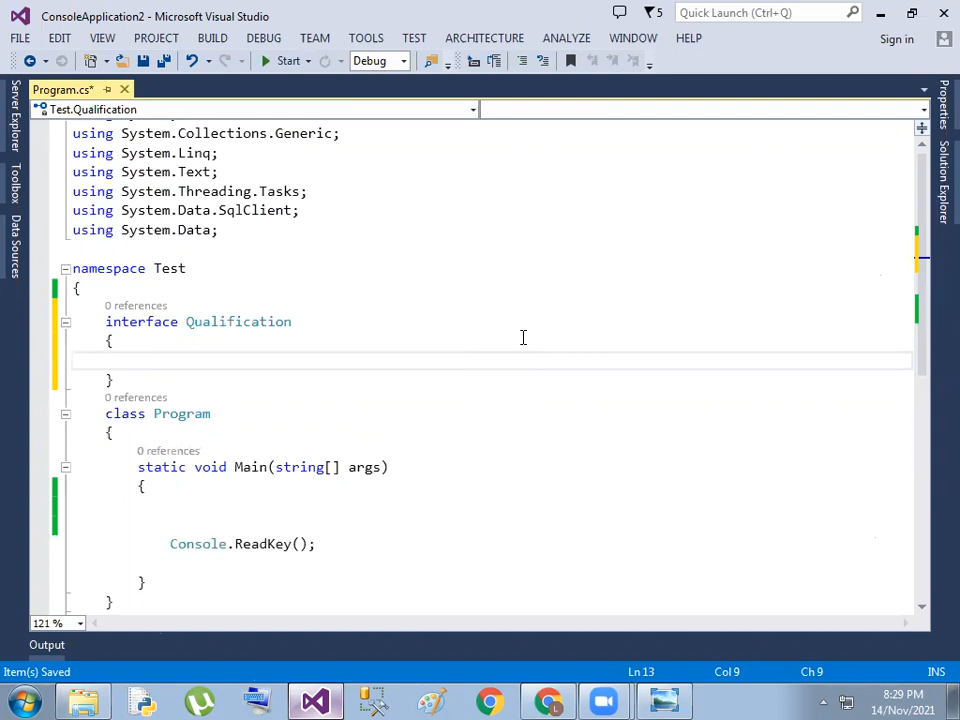 ConsoleApplication2 - Microsoft Visual Studio
5
Quick Launch (Ctrl+Q)
FILE EDIT VIEW PROJECT BUILD DEBUG TEAM TOOLS TEST ARCHITECTURE ANALYZE WINDOW HELP
Sign in
Start
Debug
Program.cs*
Test.Qualification
Server Explorer
Toolbox
Data Sources
Properties
Solution Explorer
using System.Collections.Generic;
using System.Linq;
using System.Text;
using System.Threading.Tasks;
using System.Data.SqlClient;
using System.Data;
namespace Test
{
0 references
interface Qualification
{
}
0 references
class Program
{
0 references
static void Main(string[] args)
{
Console.ReadKey();
}
}
121 %
Output
Item(s) Saved
Ln 13
Col 9
Ch 9
INS
8:29 PM
14/Nov/2021